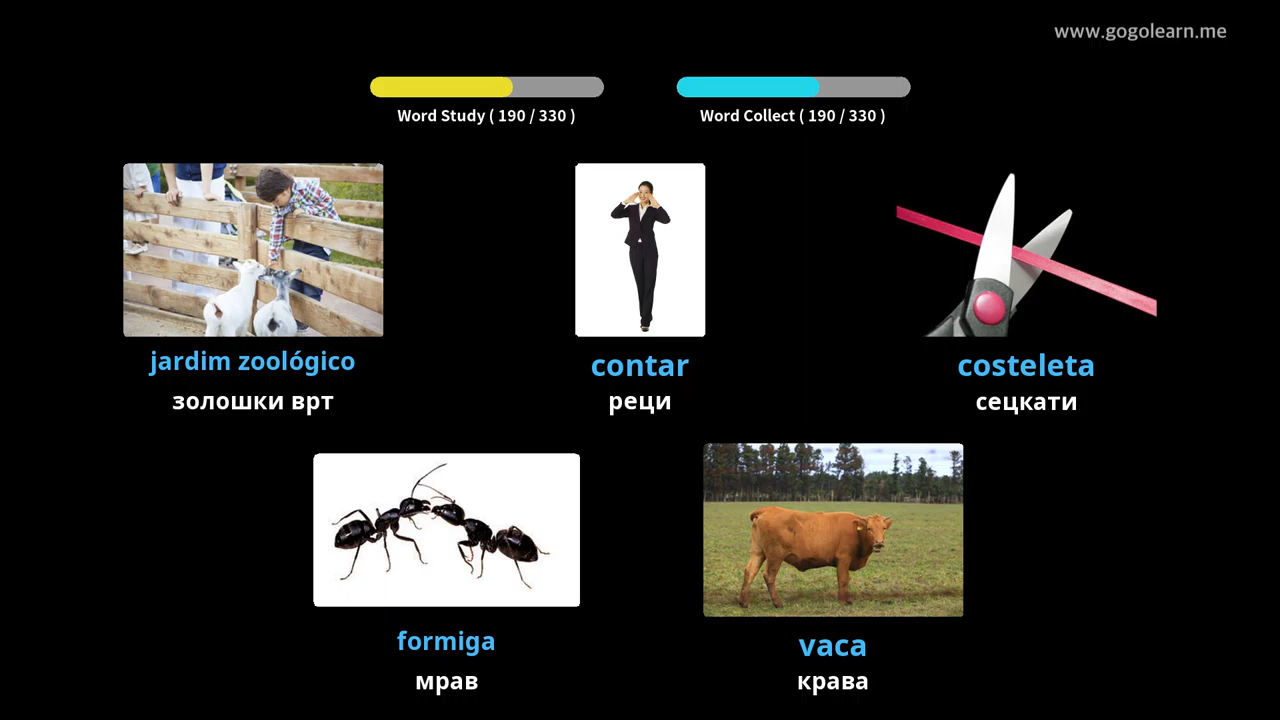 www.gogolearn.me
Word Study ( 190 / 330 )
Word Collect ( 190 / 330 )
jardim zoológico
золошки врт
contar
реци
costeleta
сецкати
formiga
мрав
vaca
крава